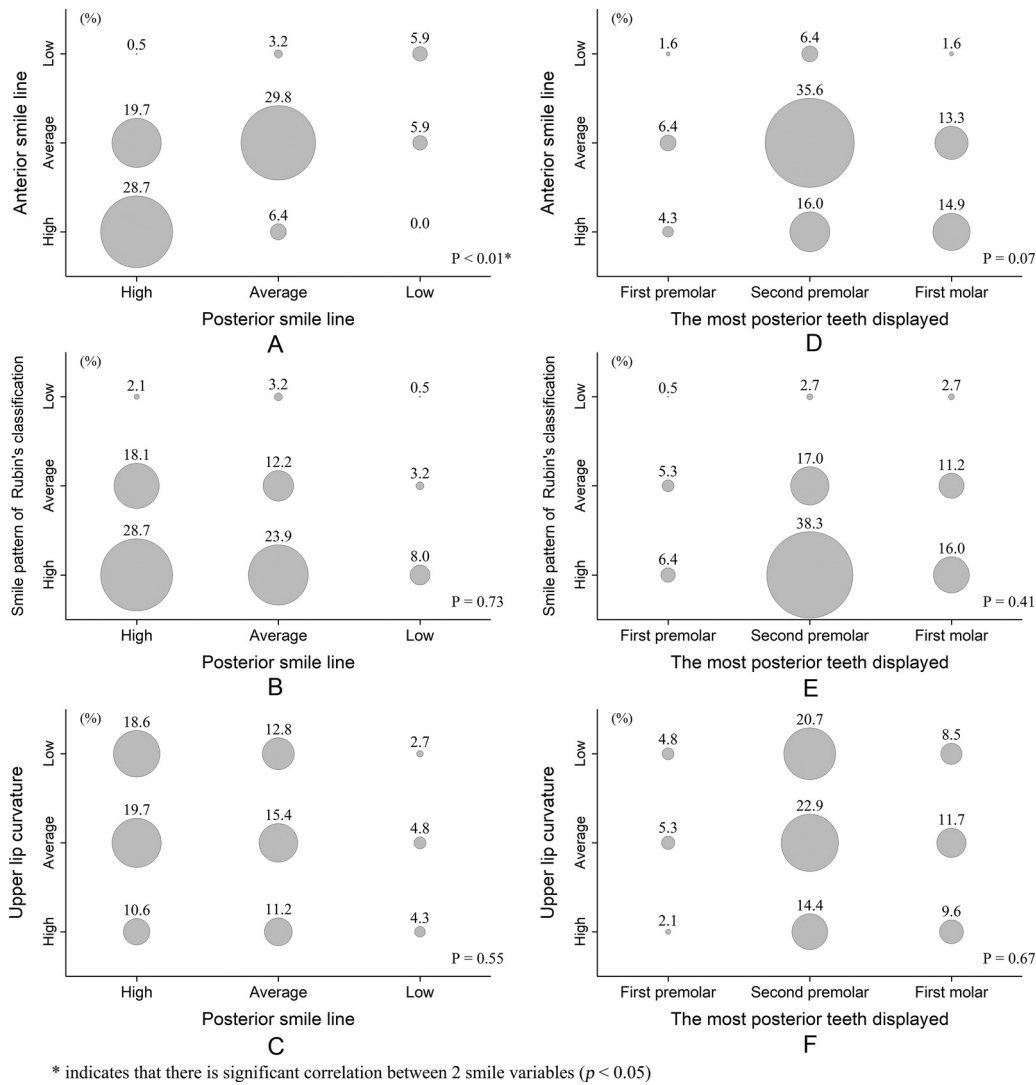 (%)
0.5 3.2 5.9
19.7 29.8 5.9
28.7 6.4 0.0
Low
Average
High
Anterior smile line
P < 0.01*
High Average Low
Posterior smile line
A
(%)
1.6 6.4 1.6
6.4 35.6 13.3
4.3 16.0 14.9
Low
Average
High
Anterior smile line
P = 0.07
First premolar Second premolar First molar
The most posterior teeth displayed
D
(%)
2.1 3.2 0.5
18.1 12.2 3.2
28.7 23.9 8.0
Low
Average
High
Smile pattern of Rubin's classification
P = 0.73
High Average Low
Posterior smile line
B
(%)
0.5 2.7 2.7
5.3 17.0 11.2
6.4 38.3 16.0
Low
Average
High
Smile pattern of Rubin's classification
P = 0.41
First premolar Second premolar First molar
The most posterior teeth displayed
E
(%)
18.6 12.8 2.7
19.7 15.4 4.8
10.6 11.2 4.3
Low
Average
High
Upper lip curvature
P = 0.55
High Average Low
Posterior smile line
C
(%)
4.8 20.7 8.5
5.3 22.9 11.7
2.1 14.4 9.6
Low
Average
High
Upper lip curvature
P = 0.67
First premolar Second premolar First molar
The most posterior teeth displayed
F
* indicates that there is significant correlation between 2 smile variables (p < 0.05)